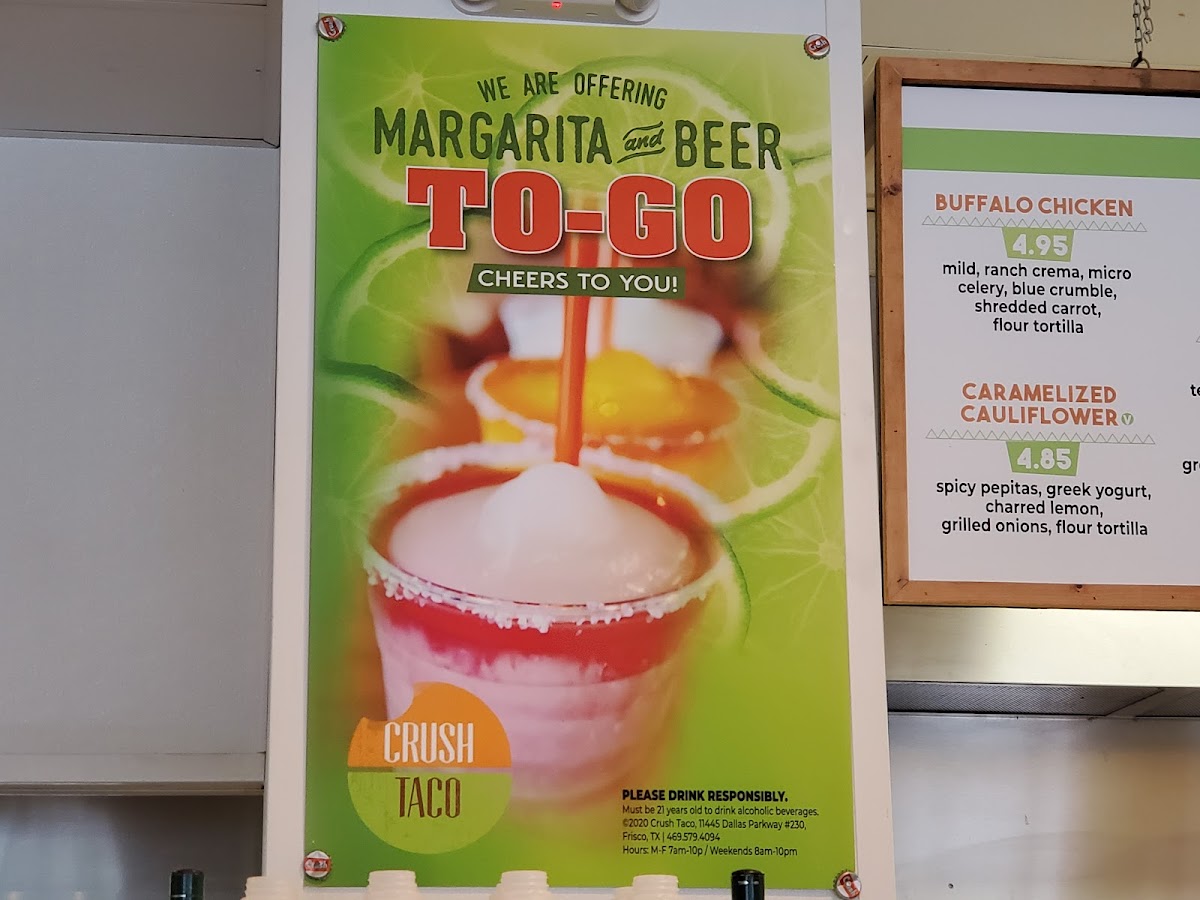 WE ARE OFFERING
MARGARITA and BEER
TO-GO
CHEERS TO YOU!
CRUSH
TACO
PLEASE DRINK RESPONSIBLY.
Must be 21 years old to drink alcoholic beverages.
©2020 Crush Taco, 11445 Dallas Parkway #230,
Frisco, TX | 469.579.4094
Hours: M-F 7am-10p / Weekends 8am-10pm
BUFFALO CHICKEN
4.95
mild, ranch crema, micro
celery, blue crumble,
shredded carrot,
flour tortilla
CARAMELIZED
CAULIFLOWER V
4.85
spicy pepitas, greek yogurt,
charred lemon,
grilled onions, flour tortilla